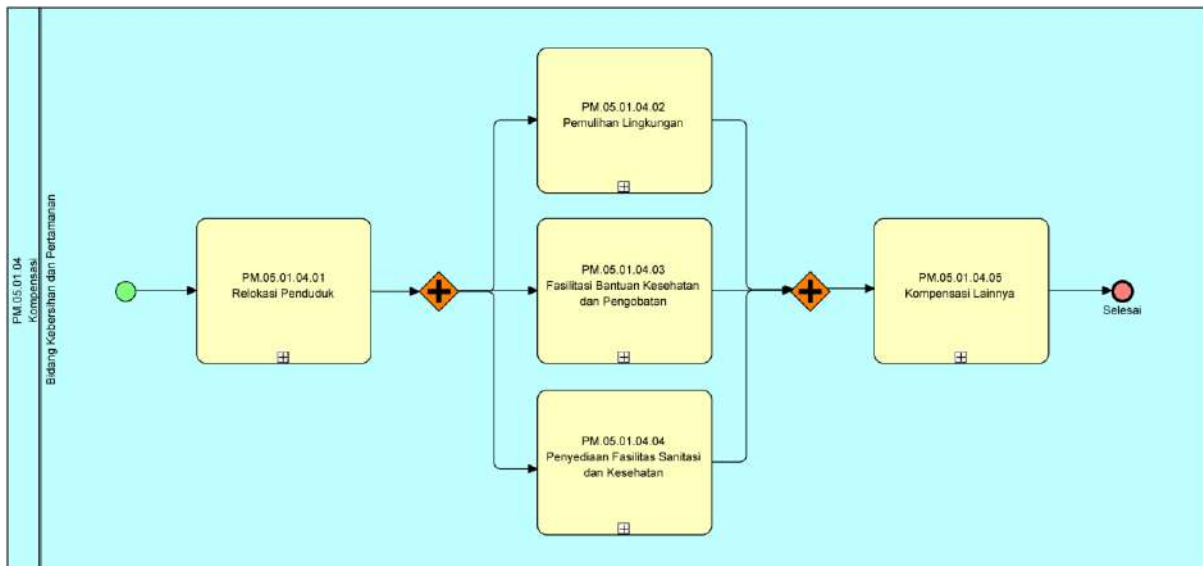 PM.05.01.04
Kompensasi
Bidang Kebersihan dan Pertamanan
PM.05.01.04.01
Relokasi Penduduk
PM.05.01.04.02
Pemulihan Lingkungan
PM.05.01.04.03
Fasilitasi Bantuan Kesehatan
dan Pengobatan
PM.05.01.04.04
Penyediaan Fasilitas Sanitasi
dan Kesehatan
PM.05.01.04.05
Kompensasi Lainnya
Selesai